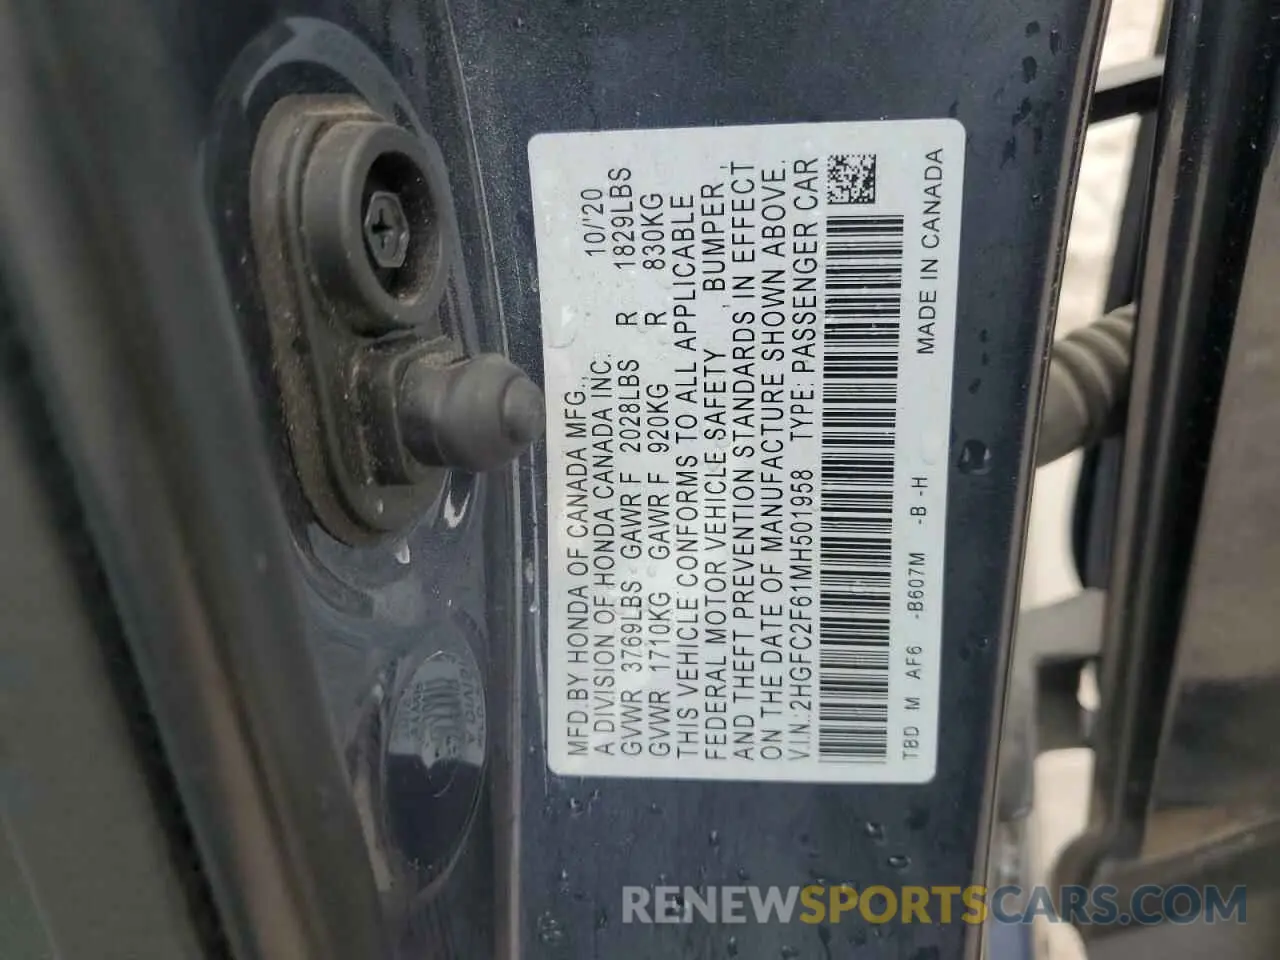 MFD.BY HONDA OF CANADA MFG.,
A DIVISION OF HONDA CANADA INC. 10/'20
GVWR 3769LBS GAWR F 2028LBS R 1829LBS
GVWR 1710KG GAWR F 920KG R 830KG
THIS VEHICLE CONFORMS TO ALL APPLICABLE
FEDERAL MOTOR VEHICLE SAFETY , BUMPER ,
AND THEFT PREVENTION STANDARDS IN EFFECT
ON THE DATE OF MANUFACTURE SHOWN ABOVE.
V.I.N.:2HGFC2F61MH501958 TYPE: PASSENGER CAR
TBD M AF6 -B607M -B-H MADE IN CANADA
RENEWSPORTSCARS.COM